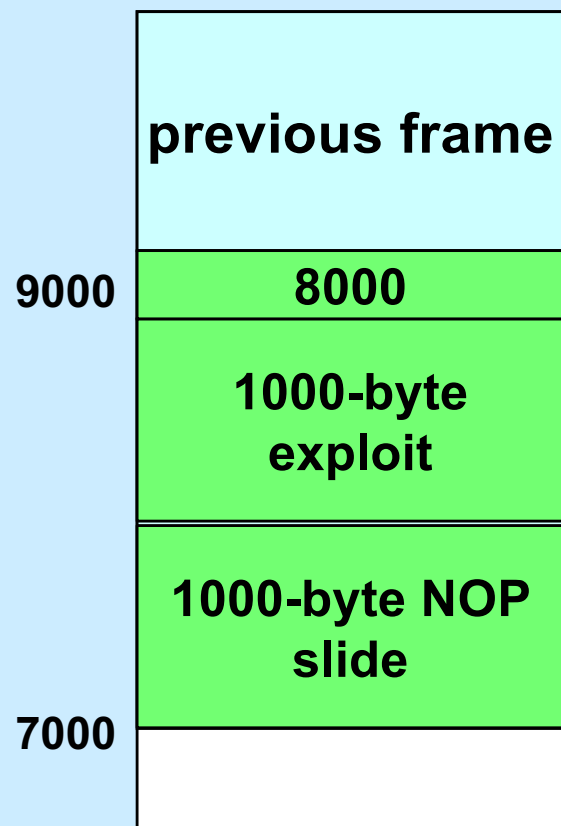 previous frame
9000
8000
1000-byte
exploit
1000-byte NOP
slide
7000